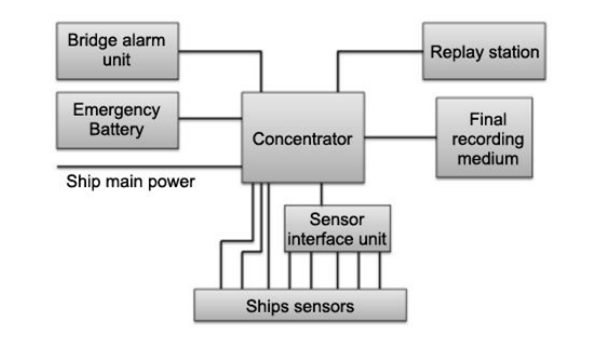 Bridge alarm
unit
Replay station
Emergency
Battery
Concentrator
Final
recording
medium
Ship main power
Sensor
interface unit
Ships sensors